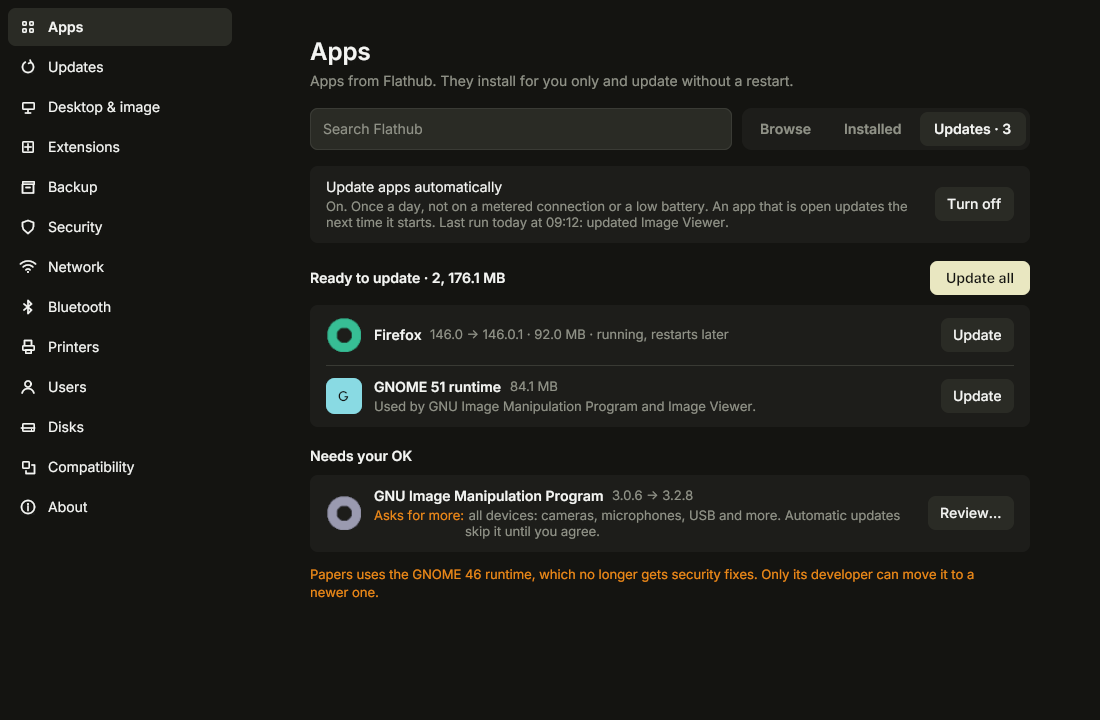 Apps
Updates
Desktop & image
Extensions
Backup
Security
Network
Bluetooth
Printers
Users
Disks
Compatibility
About
Apps
Apps from Flathub. They install for you only and update without a restart.
Search Flathub
Browse
Installed
Updates · 3
Update apps automatically
On. Once a day, not on a metered connection or a low battery. An app that is open updates the
next time it starts. Last run today at 09:12: updated Image Viewer.
Turn off
Ready to update · 2, 176.1 MB
Update all
Firefox 146.0 → 146.0.1 · 92.0 MB · running, restarts later
Update
G
GNOME 51 runtime 84.1 MB
Used by GNU Image Manipulation Program and Image Viewer.
Update
Needs your OK
GNU Image Manipulation Program 3.0.6 → 3.2.8
Asks for more: all devices: cameras, microphones, USB and more. Automatic updates
skip it until you agree.
Review...
Papers uses the GNOME 46 runtime, which no longer gets security fixes. Only its developer can move it to a
newer one.